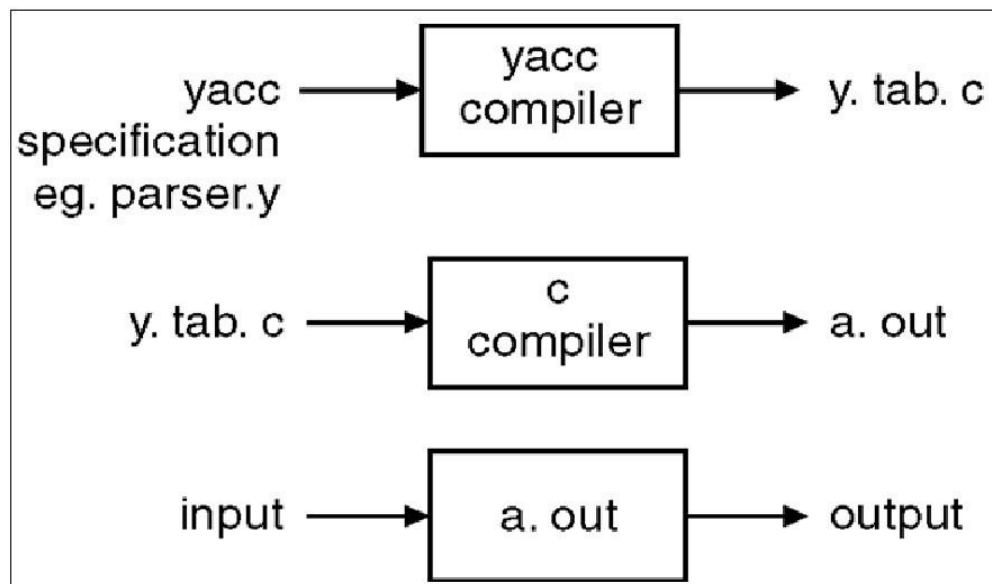 yacc
specification
eg. parser.y
yacc
compiler
y. tab. c
y. tab. c
c
compiler
a. out
input
a. out
output